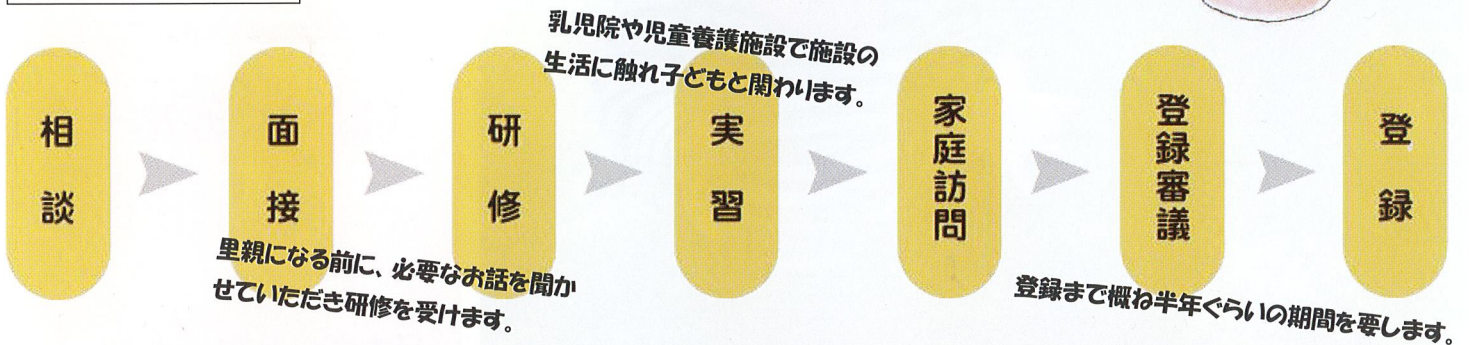 相談
面接
研修
実習
家庭訪問
登録審議
登録
乳児院や児童養護施設で施設の
生活に触れ子どもと関わります。
里親になる前に、必要なお話を聞か
せていただき研修を受けます。
登録まで概ね半年ぐらいの期間を要します。